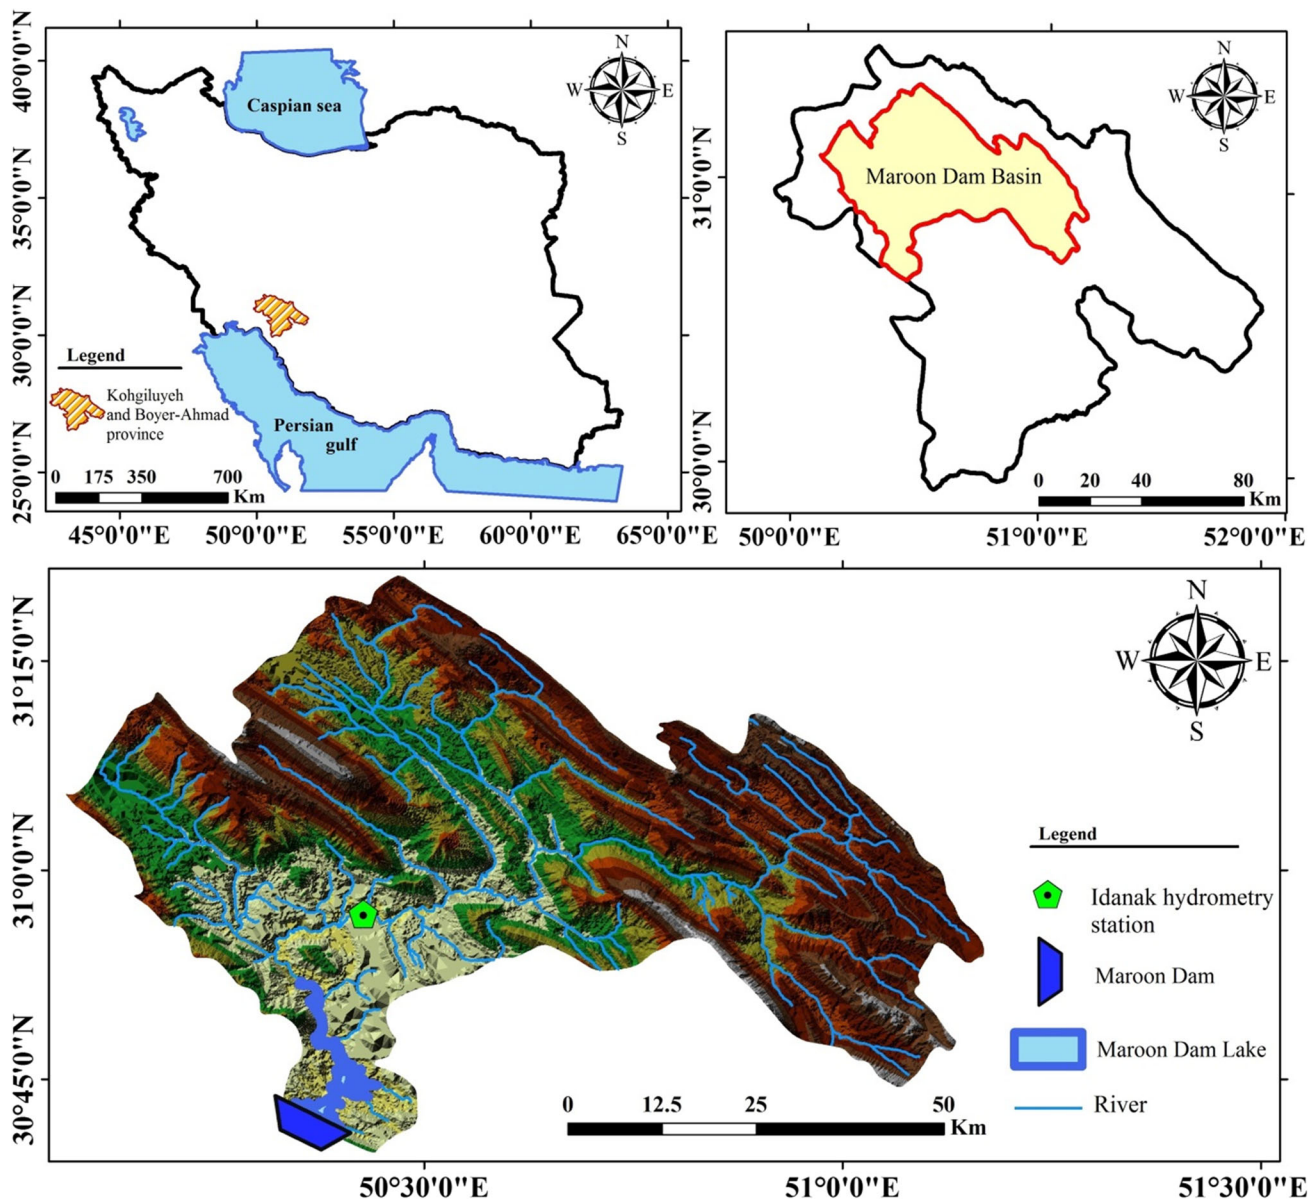 N
W E
S
Caspian sea
Persian
gulf
Legend
Kohgiluyeh
and Boyer-Ahmad
province
0 175 350 700
Km
40°0'0"N
35°0'0"N
30°0'0"N
25°0'0"N
45°0'0"E 50°0'0"E 55°0'0"E 60°0'0"E 65°0'0"E
N
W E
S
Maroon Dam Basin
0 20 40 80
Km
31°0'0"N
30°0'0"N
50°0'0"E 51°0'0"E 52°0'0"E
N
W E
S
Legend
Idanak hydrometry
station
Maroon Dam
Maroon Dam Lake
River
0 12.5 25 50
Km
31°15'0"N
31°0'0"N
30°45'0"N
50°30'0"E 51°0'0"E 51°30'0"E